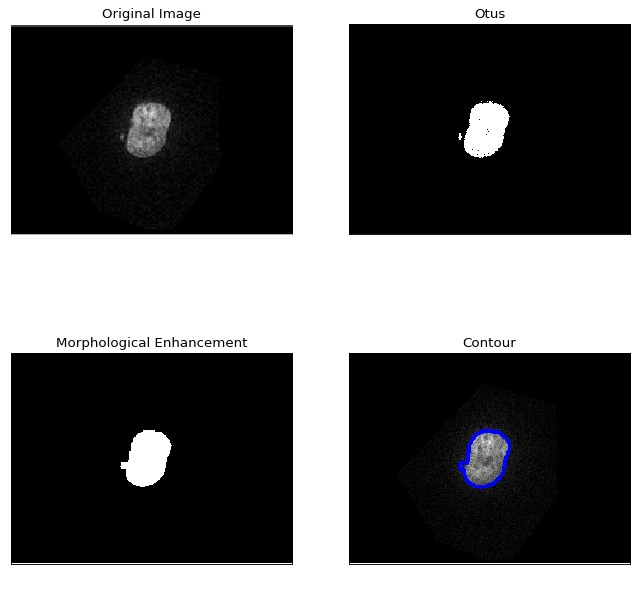 Original Image
Otus
Morphological Enhancement
Contour